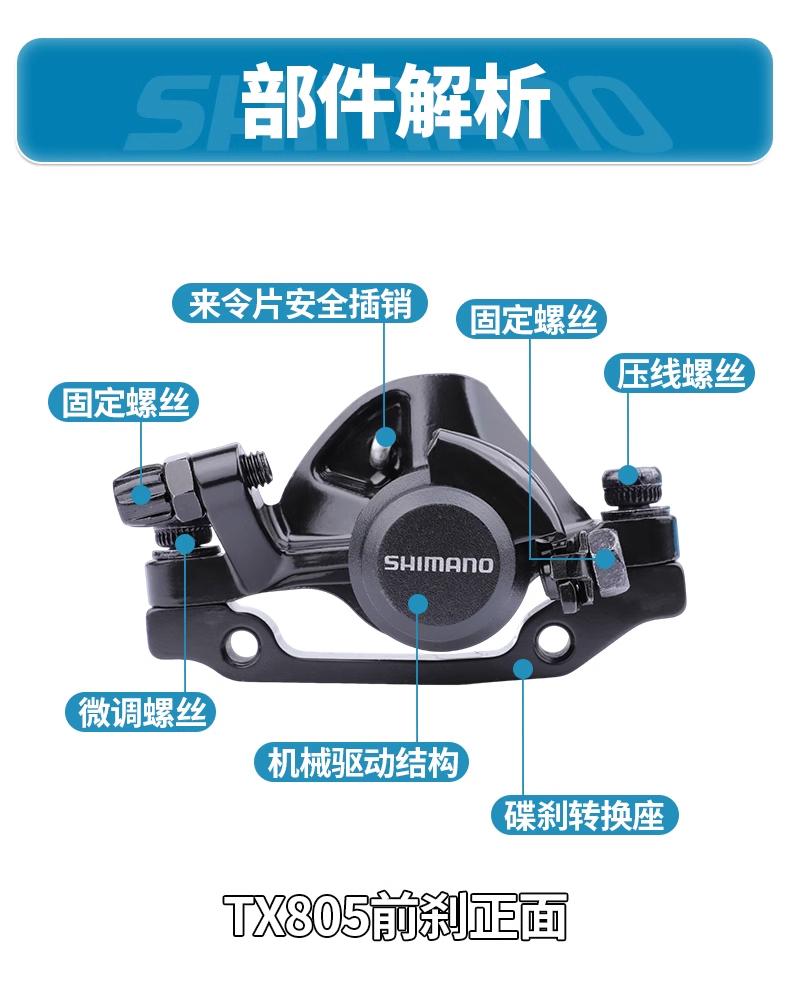 SHIMANO
部件解析
来令片安全插销
固定螺丝
压线螺丝
固定螺丝
SHIMANO
微调螺丝
机械驱动结构
碟刹转换座
TX805前刹正面